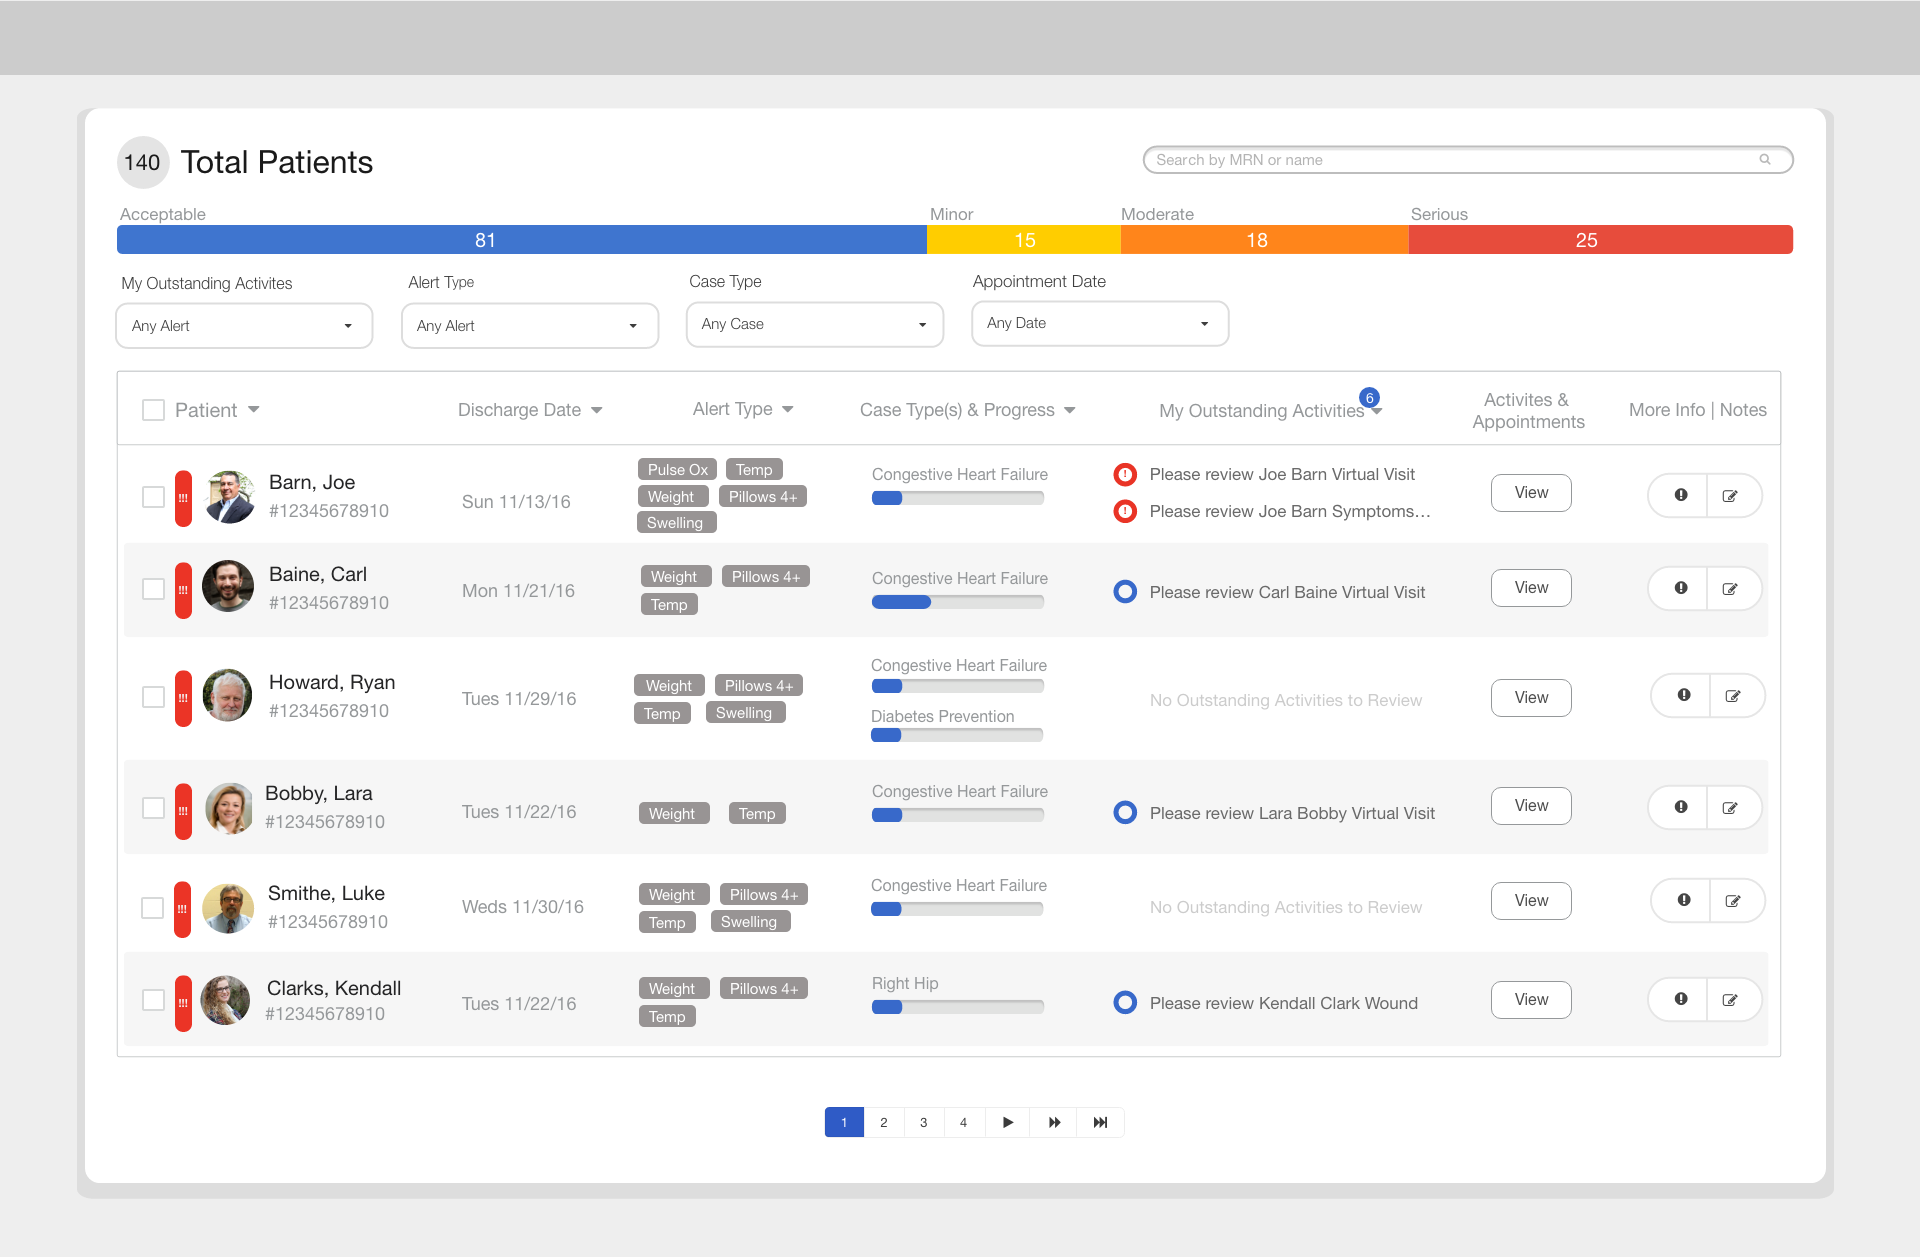 140 Total Patients
Search by MRN or name
Acceptable Minor Moderate Serious
81 15 18 25
My Outstanding Activites Alert Type Case Type Appointment Date
Any Alert Any Alert Any Case Any Date
Patient Discharge Date Alert Type Case Type(s) & Progress My Outstanding Activities 6 Activites & More Info | Notes
Appointments
Barn, Joe
#12345678910
!!!
Sun 11/13/16
Pulse Ox Temp
Weight Pillows 4+
Swelling
Congestive Heart Failure
! Please review Joe Barn Virtual Visit
! Please review Joe Barn Symptoms...
View
!
Baine, Carl
#12345678910
!!!
Mon 11/21/16
Weight Pillows 4+
Temp
Congestive Heart Failure
Please review Carl Baine Virtual Visit
View
!
Howard, Ryan
#12345678910
!!!
Tues 11/29/16
Weight Pillows 4+
Temp Swelling
Congestive Heart Failure
Diabetes Prevention
No Outstanding Activities to Review
View
!
Bobby, Lara
#12345678910
!!!
Tues 11/22/16
Weight Temp
Congestive Heart Failure
Please review Lara Bobby Virtual Visit
View
!
Smithe, Luke
#12345678910
!!!
Weds 11/30/16
Weight Pillows 4+
Temp Swelling
Congestive Heart Failure
No Outstanding Activities to Review
View
!
Clarks, Kendall
#12345678910
!!!
Tues 11/22/16
Weight Pillows 4+
Temp
Right Hip
Please review Kendall Clark Wound
View
!
1 2 3 4